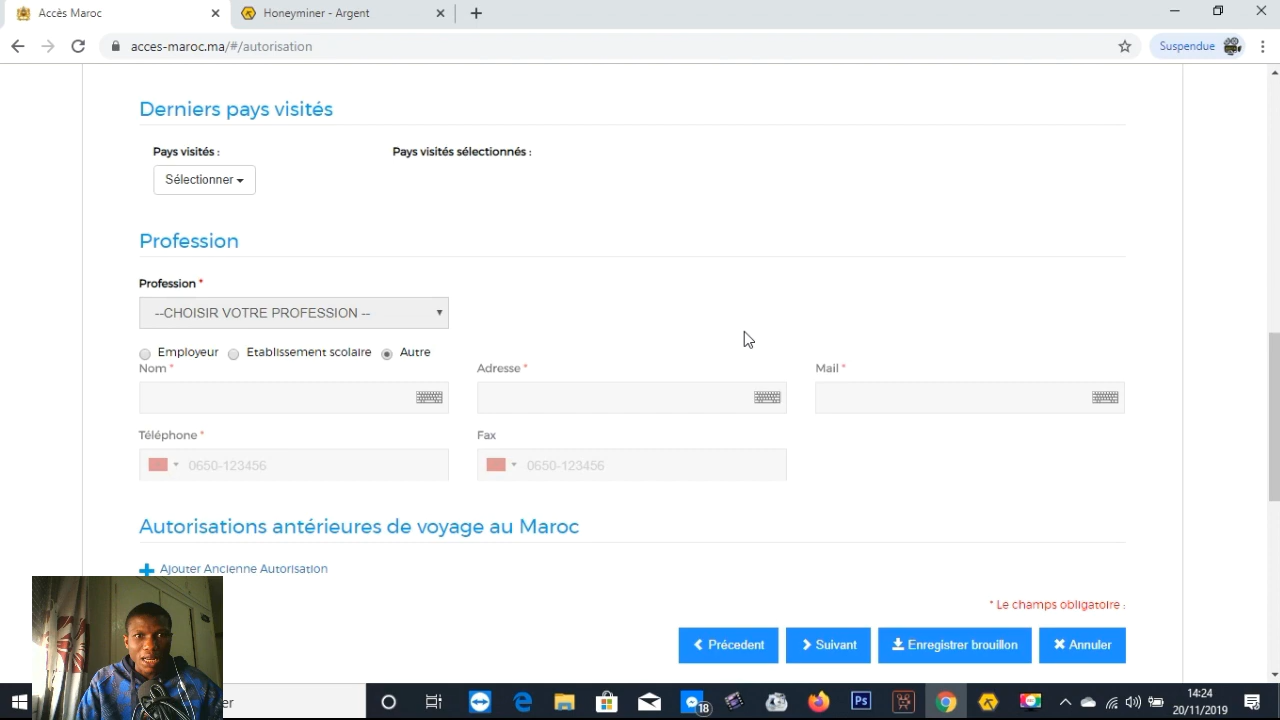 Accès Maroc
Honeyminer - Argent
acces-maroc.ma/#/autorisation
Suspendue
Derniers pays visités
Pays visités :
Pays visités sélectionnés :
Sélectionner
Profession
Profession *
--CHOISIR VOTRE PROFESSION --
Employeur Etablissement scolaire Autre
Nom * Adresse * Mail *
Téléphone * Fax
0650-123456 0650-123456
Autorisations antérieures de voyage au Maroc
Ajouter Ancienne Autorisation
* Le champs obligatoire :
Précedent Suivant Enregistrer brouillon Annuler
18
Ps
14:24
20/11/2019